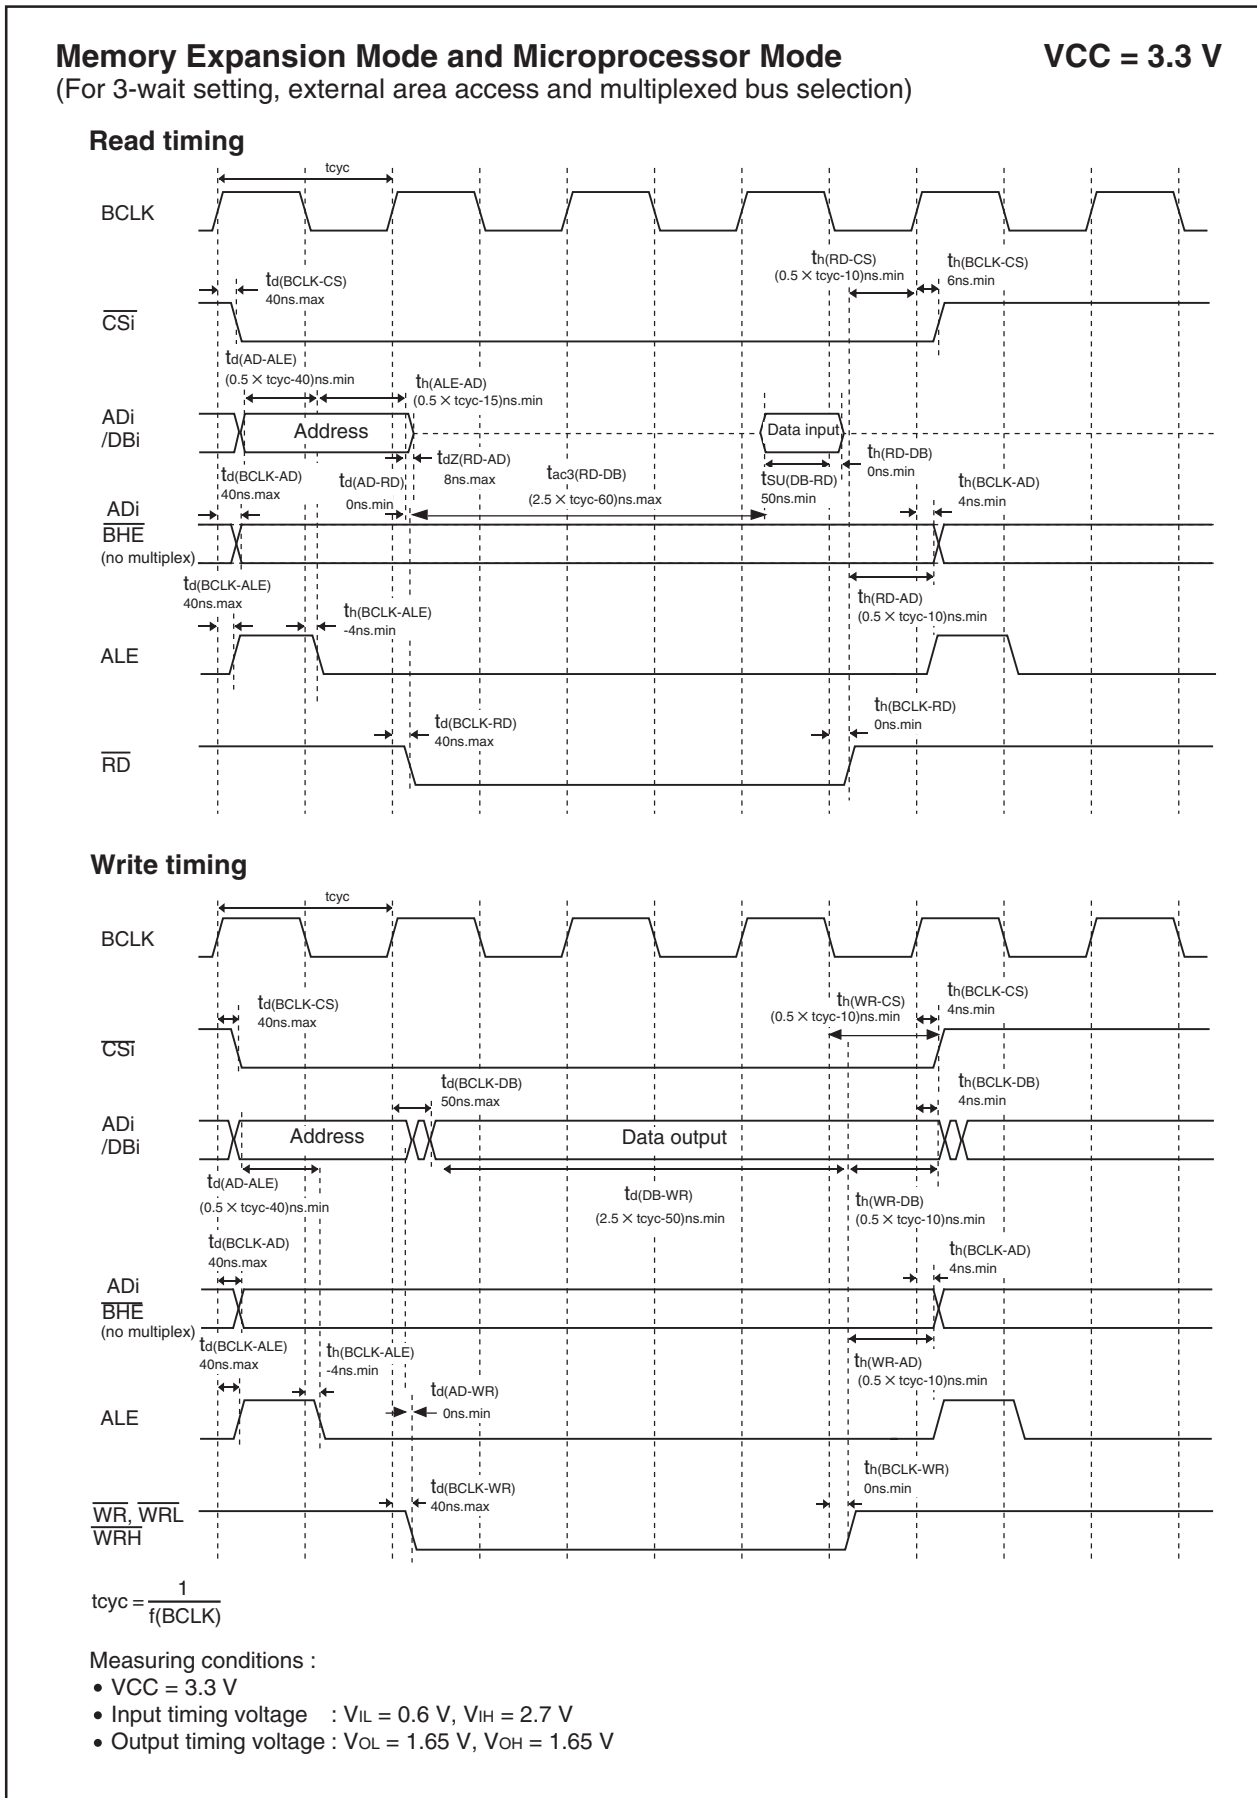 Memory Expansion Mode and Microprocessor Mode VCC = 3.3 V
(For 3-wait setting, external area access and multiplexed bus selection)
Read timing
tcyc
BCLK
th(RD-CS)
(0.5 × tcyc-10)ns.min
th(BCLK-CS)
6ns.min
td(BCLK-CS)
40ns.max
CSi
td(AD-ALE)
(0.5 × tcyc-40)ns.min
th(ALE-AD)
(0.5 × tcyc-15)ns.min
ADi
/DBi
Address
Data input
td(BCLK-AD)
40ns.max
td(AD-RD)
0ns.min
tdZ(RD-AD)
8ns.max
tac3(RD-DB)
(2.5 × tcyc-60)ns.max
tSU(DB-RD)
50ns.min
th(RD-DB)
0ns.min
th(BCLK-AD)
4ns.min
ADi
BHE
(no multiplex)
td(BCLK-ALE)
40ns.max
th(BCLK-ALE)
-4ns.min
th(RD-AD)
(0.5 × tcyc-10)ns.min
ALE
td(BCLK-RD)
40ns.max
th(BCLK-RD)
0ns.min
RD
Write timing
tcyc
BCLK
td(BCLK-CS)
40ns.max
th(WR-CS)
(0.5 × tcyc-10)ns.min
th(BCLK-CS)
4ns.min
CSi
td(BCLK-DB)
50ns.max
th(BCLK-DB)
4ns.min
ADi
/DBi
Address
Data output
td(AD-ALE)
(0.5 × tcyc-40)ns.min
td(DB-WR)
(2.5 × tcyc-50)ns.min
th(WR-DB)
(0.5 × tcyc-10)ns.min
td(BCLK-AD)
40ns.max
th(BCLK-AD)
4ns.min
ADi
BHE
(no multiplex)
td(BCLK-ALE)
40ns.max
th(BCLK-ALE)
-4ns.min
td(AD-WR)
0ns.min
th(WR-AD)
(0.5 × tcyc-10)ns.min
ALE
td(BCLK-WR)
40ns.max
th(BCLK-WR)
0ns.min
WR, WRL
WRH
tcyc = 1
f(BCLK)
Measuring conditions :
• VCC = 3.3 V
• Input timing voltage : VIL = 0.6 V, VIH = 2.7 V
• Output timing voltage : VOL = 1.65 V, VOH = 1.65 V